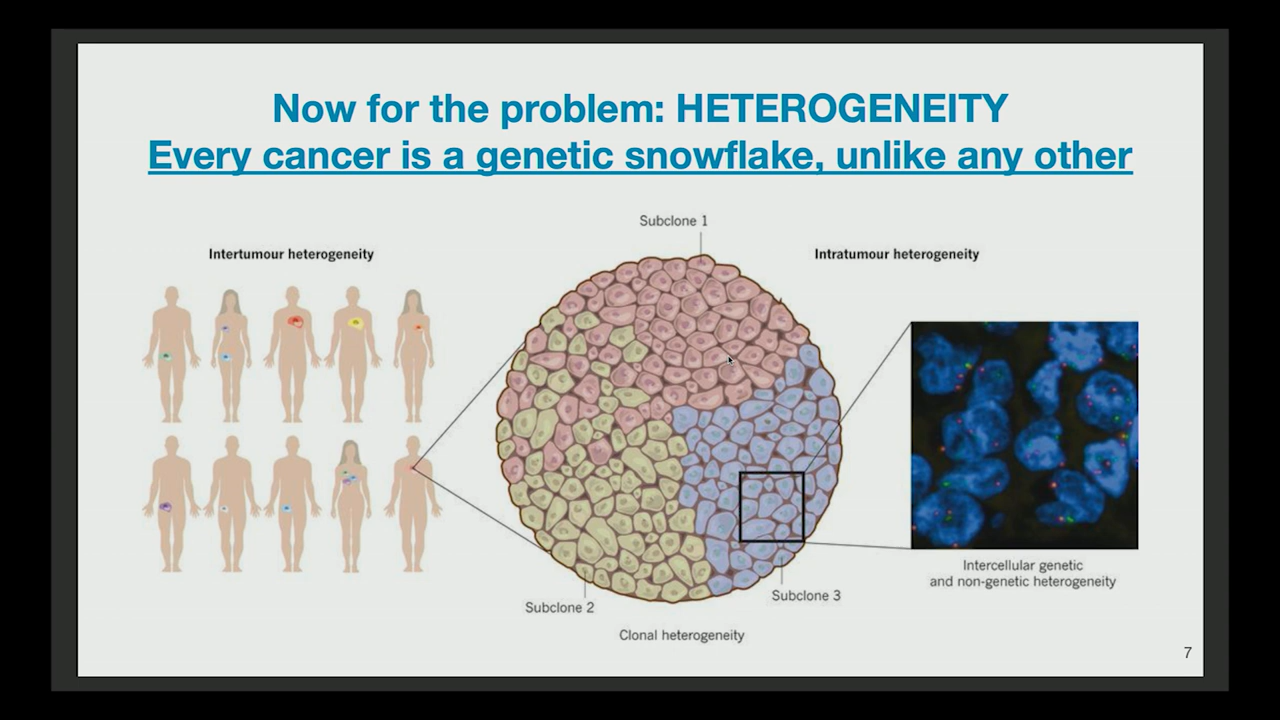 Now for the problem: HETEROGENEITY
Every cancer is a genetic snowflake, unlike any other
Subclone 1
Intertumour heterogeneity
Intratumour heterogeneity
Intercellular genetic
and non-genetic heterogeneity
Subclone 3
Subclone 2
Clonal heterogeneity
7